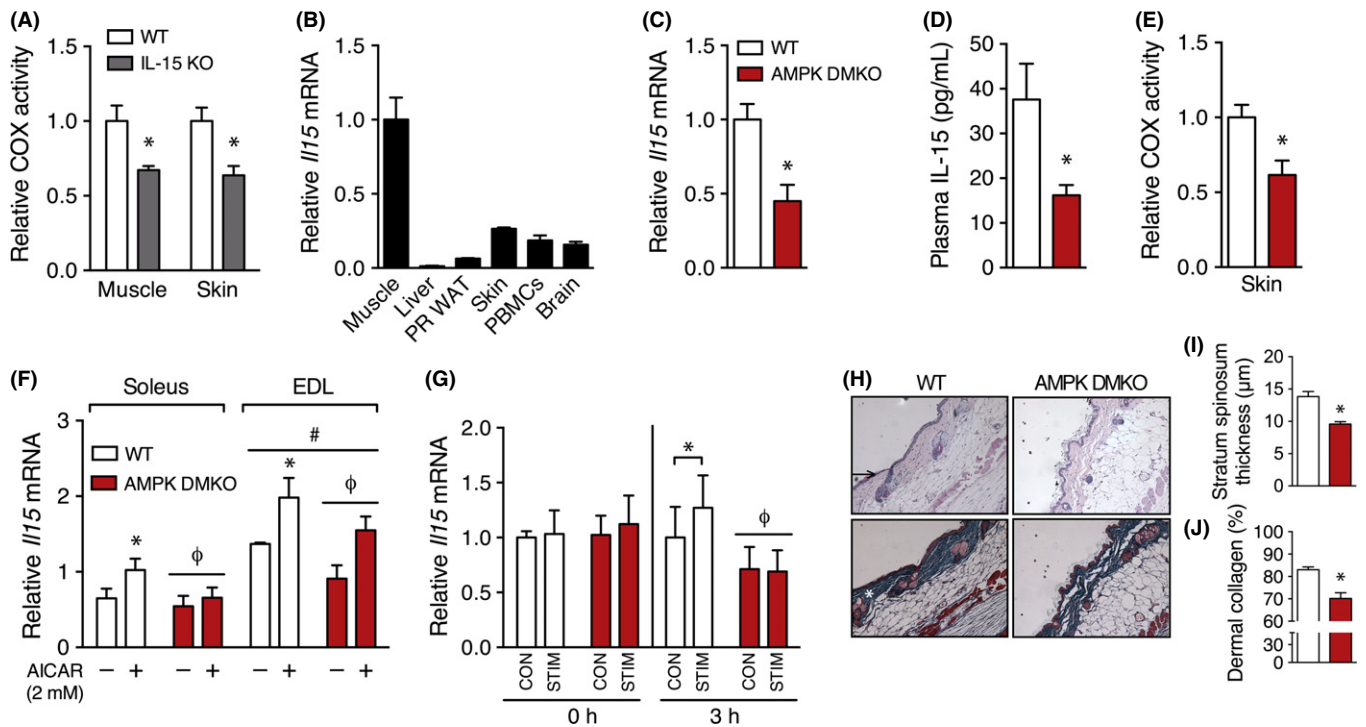 (A)
WT
IL-15 KO
Relative COX activity
1.5
1.0
0.5
0.0
*
*
Muscle
Skin
(B)
Relative Il15 mRNA
1.5
1.0
0.5
0.0
Muscle
Liver
PR WAT
Skin
PBMCs
Brain
(C)
WT
AMPK DMKO
Relative Il15 mRNA
1.5
1.0
0.5
0.0
*
(D)
Plasma IL-15 (pg/mL)
50
40
30
20
10
0
*
(E)
Relative COX activity
1.5
1.0
0.5
0.0
*
Skin
(F)
Soleus
EDL
Relative Il15 mRNA
3
2
1
0
WT
AMPK DMKO
#
*
ϕ
*
ϕ
− + − + − + − +
AICAR
(2 mM)
(G)
Relative Il15 mRNA
2.0
1.5
1.0
0.5
0.0
*
ϕ
CON STIM CON STIM CON STIM CON STIM
0 h
3 h
(H)
WT
AMPK DMKO
*
(I)
Stratum spinosum
thickness (µm)
20
15
10
5
0
*
(J)
Dermal collagen (%)
100
90
80
70
60
30
0
*